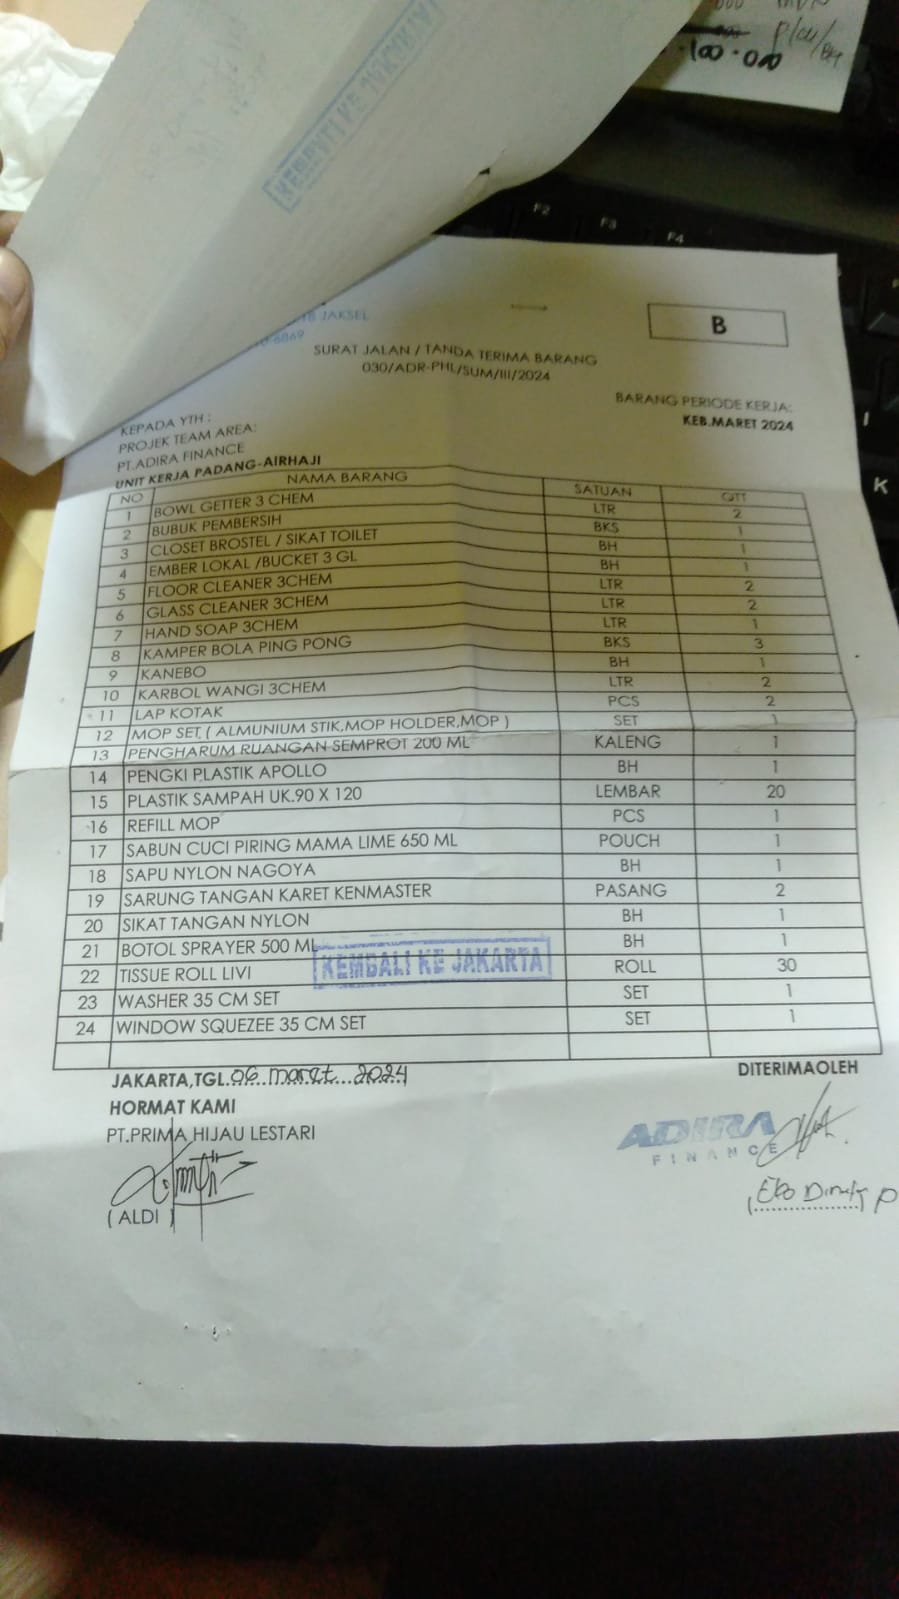 KEMBALI KE JAKARTA
100.000
F2
F3
F4
K
JAKSEL
B
SURAT JALAN / TANDA TERIMA BARANG
030/ADR-PHL/SUM/III/2024
BARANG PERIODE KERJA:
KEB.MARET 2024
KEPADA YTH :
PROJEK TEAM AREA:
PT.ADIRA FINANCE
UNIT KERJA PADANG-AIRHAJI
NO NAMA BARANG SATUAN QTT
1 BOWL GETTER 3 CHEM LTR 2
2 BUBUK PEMBERSIH BKS 1
3 CLOSET BROSTEL / SIKAT TOILET BH 1
4 EMBER LOKAL /BUCKET 3 GL BH 1
5 FLOOR CLEANER 3CHEM LTR 2
6 GLASS CLEANER 3CHEM LTR 2
7 HAND SOAP 3CHEM LTR 1
8 KAMPER BOLA PING PONG BKS 3
9 KANEBO BH 1
10 KARBOL WANGI 3CHEM LTR 2
11 LAP KOTAK PCS 2
12 MOP SET ( ALMUNIUM STIK,MOP HOLDER,MOP ) SET 1
13 PENGHARUM RUANGAN SEMPROT 200 ML KALENG 1
14 PENGKI PLASTIK APOLLO BH 1
15 PLASTIK SAMPAH UK.90 X 120 LEMBAR 20
16 REFILL MOP PCS 1
17 SABUN CUCI PIRING MAMA LIME 650 ML POUCH 1
18 SAPU NYLON NAGOYA BH 1
19 SARUNG TANGAN KARET KENMASTER PASANG 2
20 SIKAT TANGAN NYLON BH 1
21 BOTOL SPRAYER 500 ML BH 1
22 TISSUE ROLL LIVI ROLL 30
KEMBALI KE JAKARTA
23 WASHER 35 CM SET SET 1
24 WINDOW SQUEZEE 35 CM SET SET 1
JAKARTA,TGL.06 maret 2024
DITERIMAOLEH
HORMAT KAMI
PT.PRIMA HIJAU LESTARI
ADIRA
FINANCE
( ALDI )